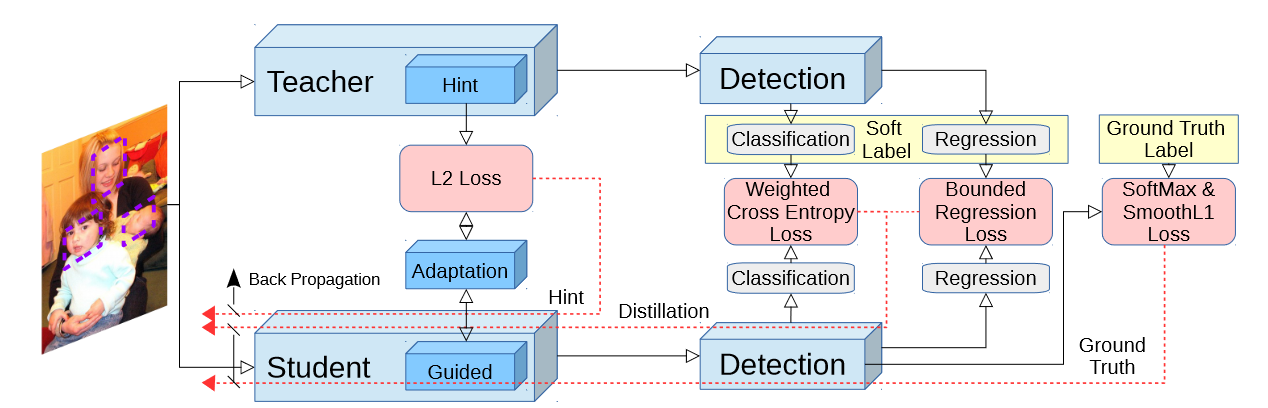 Teacher
Hint
Detection
Classification
Soft
Label
Regression
Ground Truth
Label
L2 Loss
Weighted
Cross Entropy
Loss
Bounded
Regression
Loss
SoftMax &
SmoothL1
Loss
Adaptation
Classification
Regression
Back Propagation
Hint
Distillation
Student
Guided
Detection
Ground
Truth